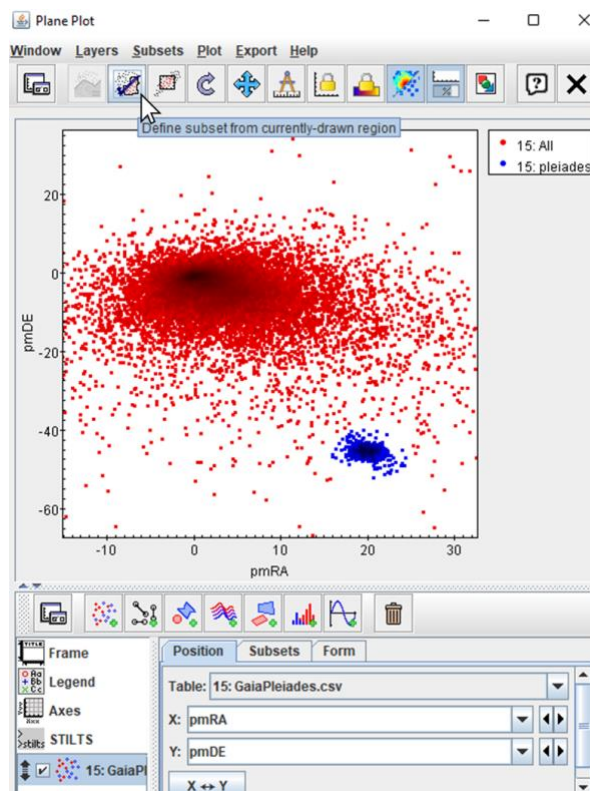 Plane Plot
Window Layers Subsets Plot Export Help
Define subset from currently-drawn region
15: All
15: pleiades
20
0
-20
-40
-60
pmDE
-10 0 10 20 30
pmRA
Frame
Legend
Axes
STILTS
15: GaiaPl
Position Subsets Form
Table: 15: GaiaPleiades.csv
X: pmRA
Y: pmDE
X ↔ Y